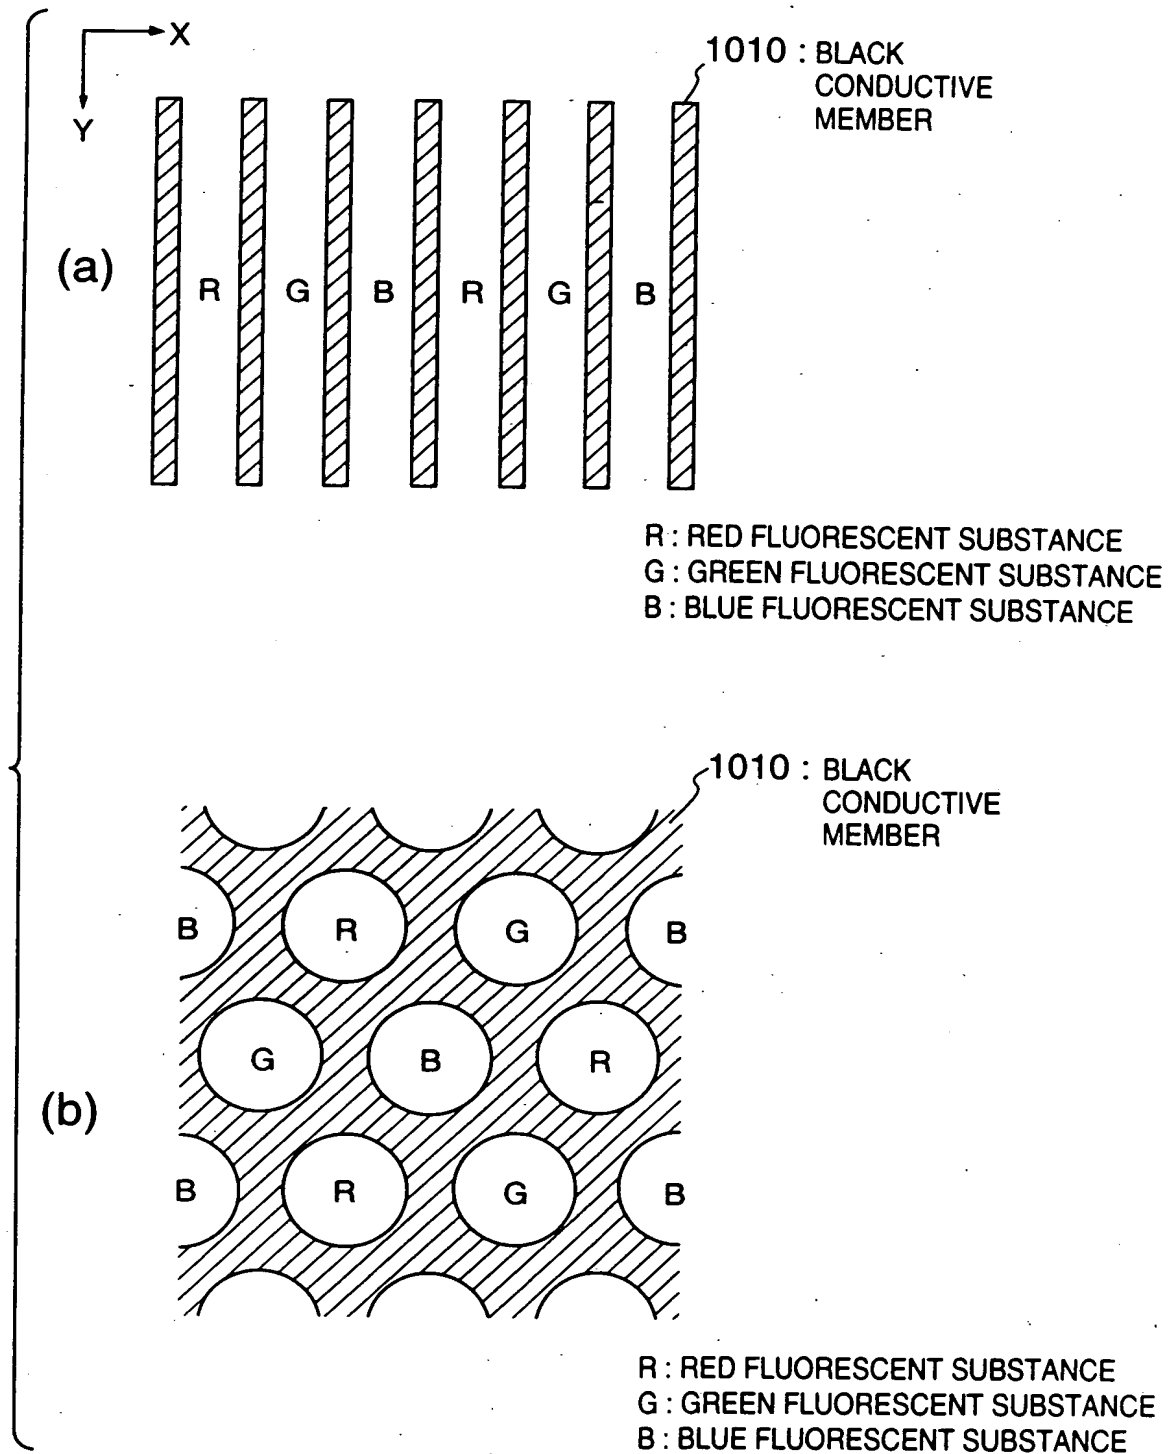 X
Y
1010 : BLACK
CONDUCTIVE
MEMBER
(a)
R G B R G B
R : RED FLUORESCENT SUBSTANCE
G : GREEN FLUORESCENT SUBSTANCE
B : BLUE FLUORESCENT SUBSTANCE
1010 : BLACK
CONDUCTIVE
MEMBER
B R G B
G B R
(b)
B R G B
R : RED FLUORESCENT SUBSTANCE
G : GREEN FLUORESCENT SUBSTANCE
B : BLUE FLUORESCENT SUBSTANCE